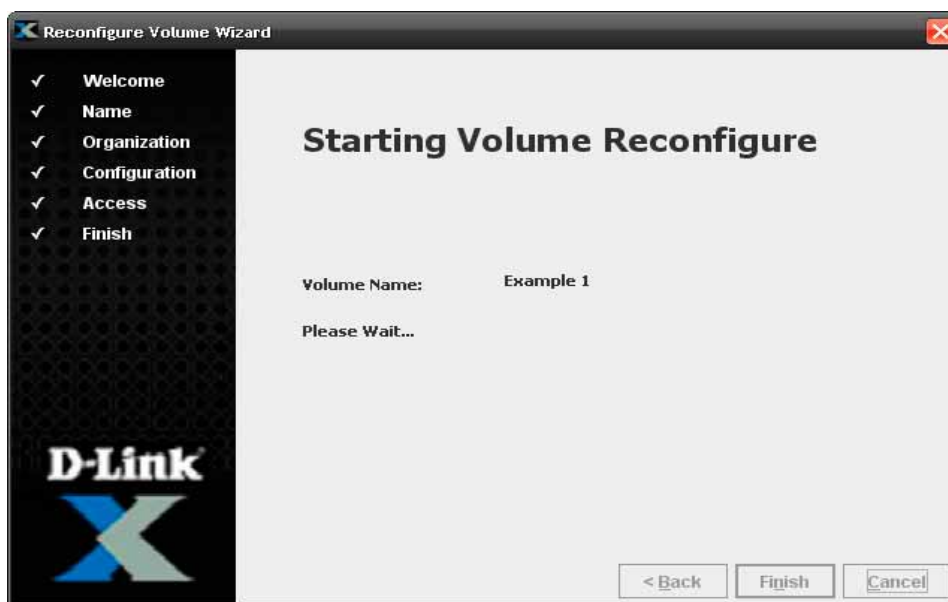 Reconfigure Volume Wizard
✓ Welcome
✓ Name
✓ Organization
✓ Configuration
✓ Access
✓ Finish
Starting Volume Reconfigure
Volume Name: Example 1
Please Wait...
D-Link
< Back Finish Cancel